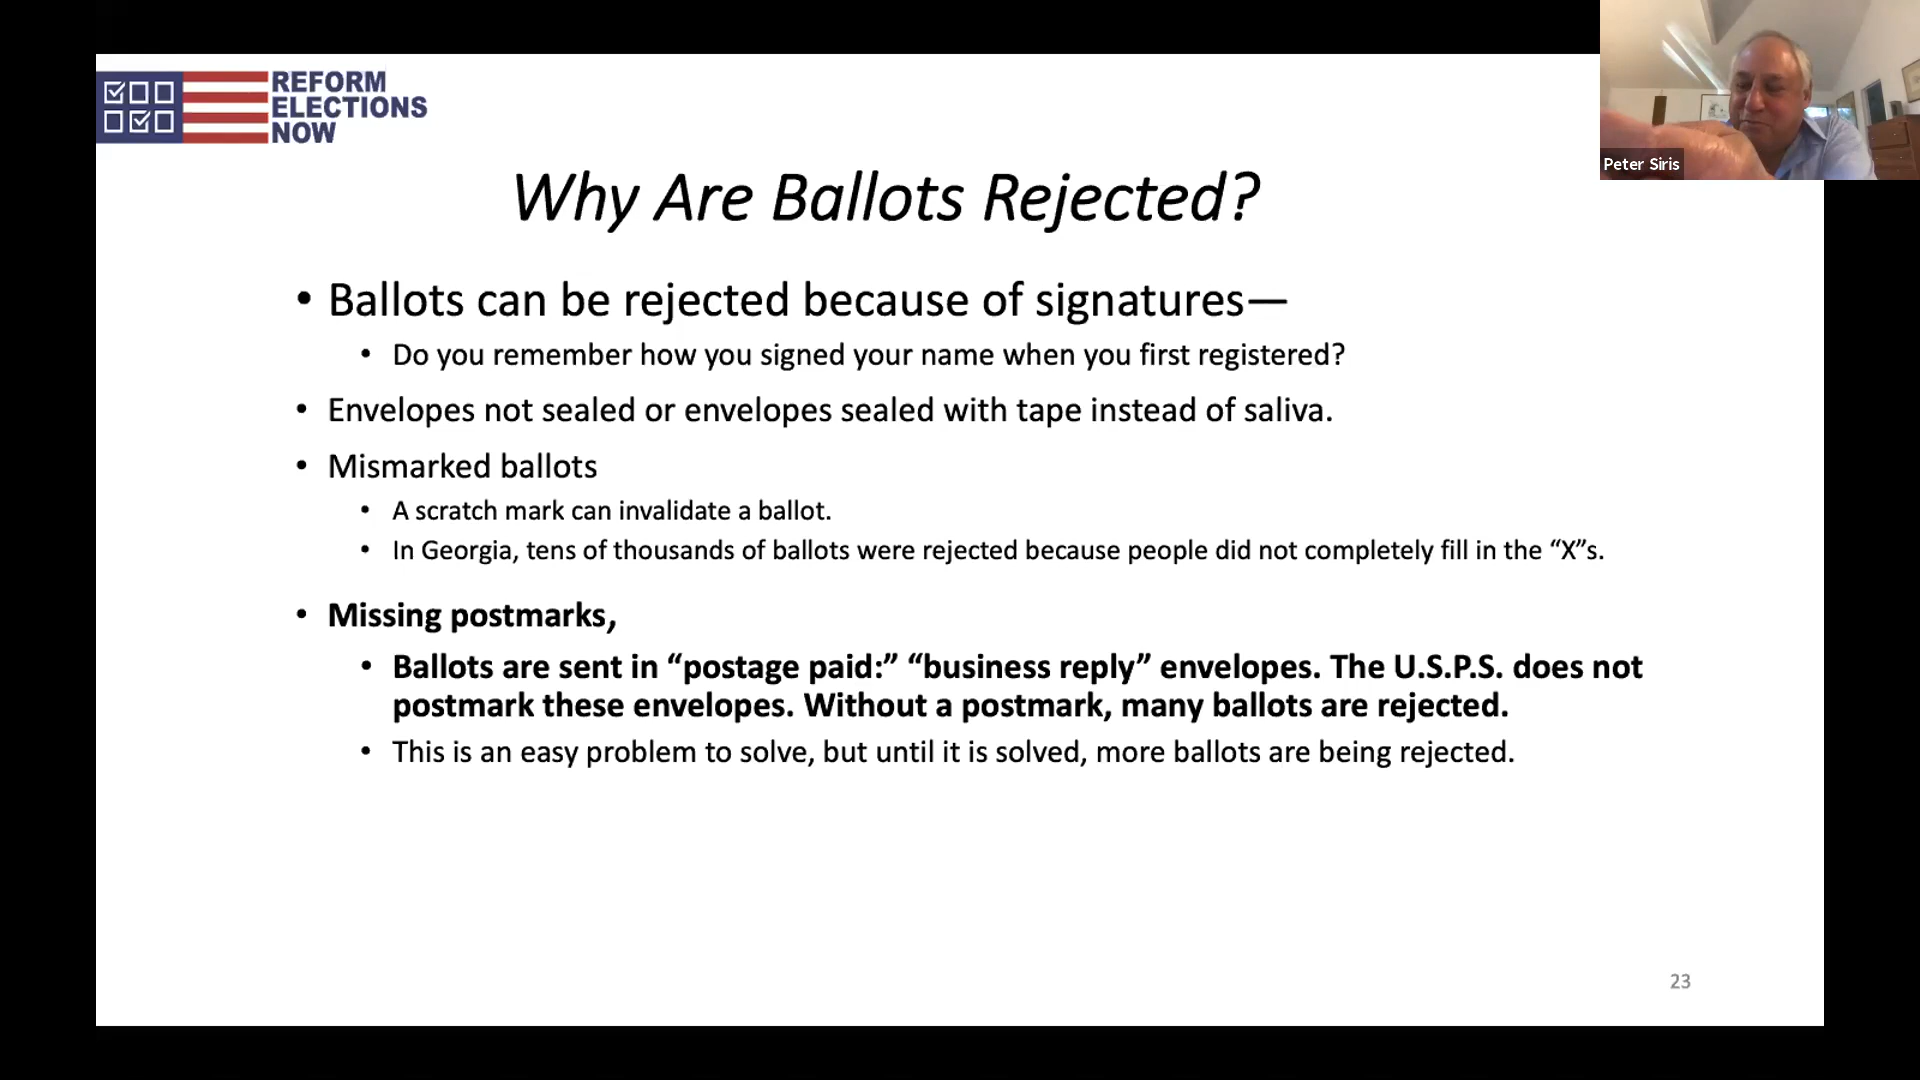 REFORM
ELECTIONS
NOW
Peter Siris
Why Are Ballots Rejected?
• Ballots can be rejected because of signatures—
• Do you remember how you signed your name when you first registered?
• Envelopes not sealed or envelopes sealed with tape instead of saliva.
• Mismarked ballots
• A scratch mark can invalidate a ballot.
• In Georgia, tens of thousands of ballots were rejected because people did not completely fill in the “X”s.
• Missing postmarks,
• Ballots are sent in “postage paid:” “business reply” envelopes. The U.S.P.S. does not
postmark these envelopes. Without a postmark, many ballots are rejected.
• This is an easy problem to solve, but until it is solved, more ballots are being rejected.
23